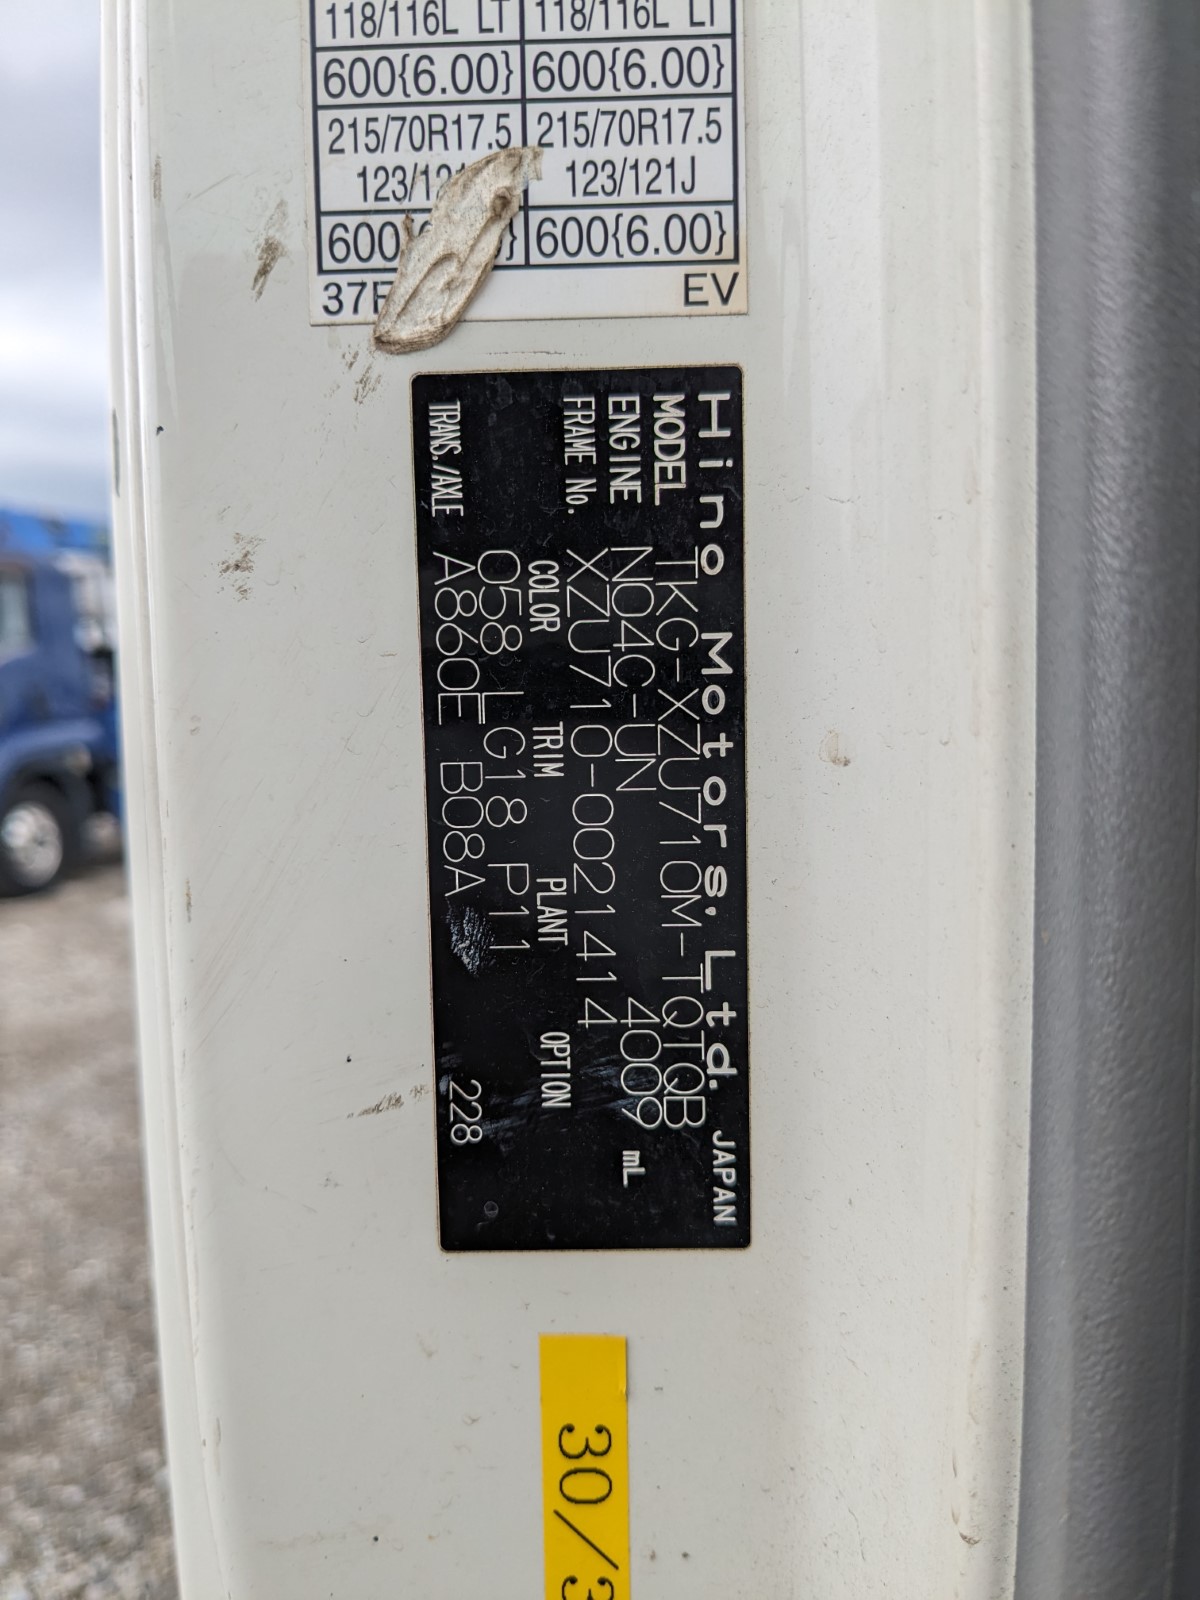 118/116L LT 118/116L LT
600{6.00} 600{6.00}
215/70R17.5 215/70R17.5
123/121J
600 600{6.00}
EV
Hino Motors, Ltd. JAPAN
MODEL TKG-XZU710M-TQTQB
ENGINE N04C-UN 4009 mL
FRAME No. XZU710-0021414
COLOR TRIM PLANT OPTION
058 LG18 P11
TRANS./AXLE A860E B08A 228
30/3